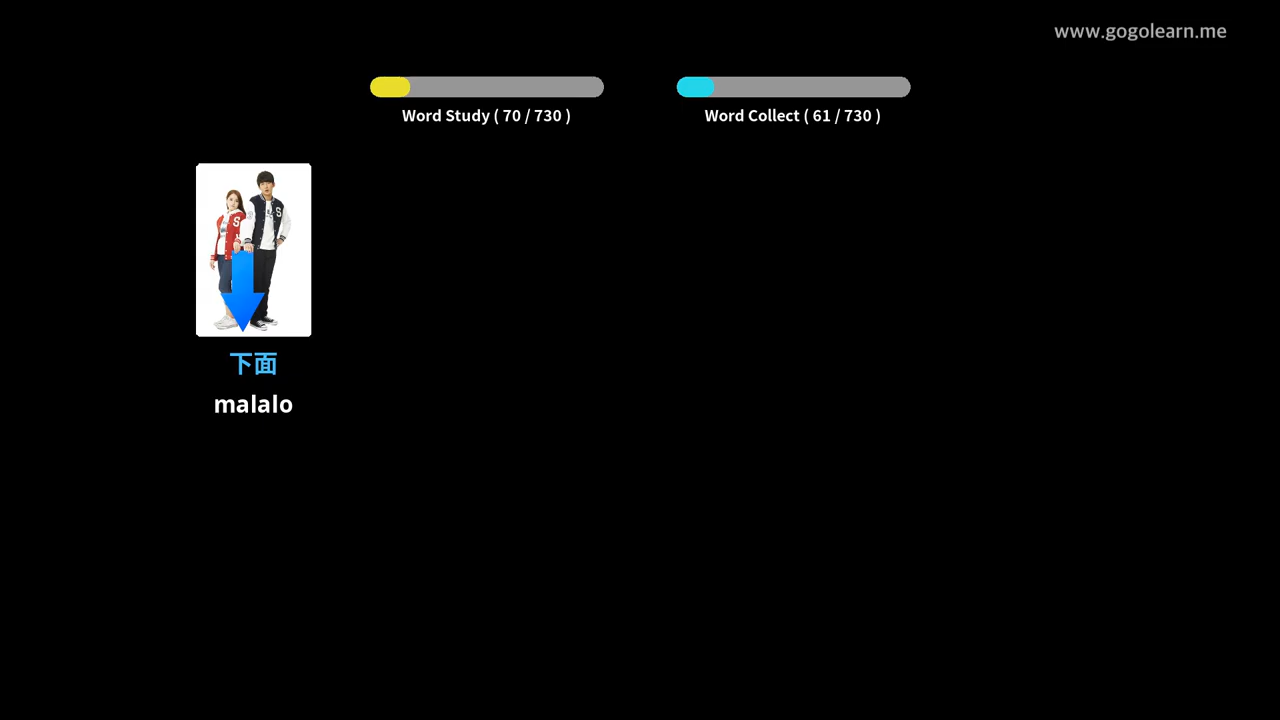 www.gogolearn.me
Word Study ( 70 / 730 )
Word Collect ( 61 / 730 )
S
S
下面
malalo